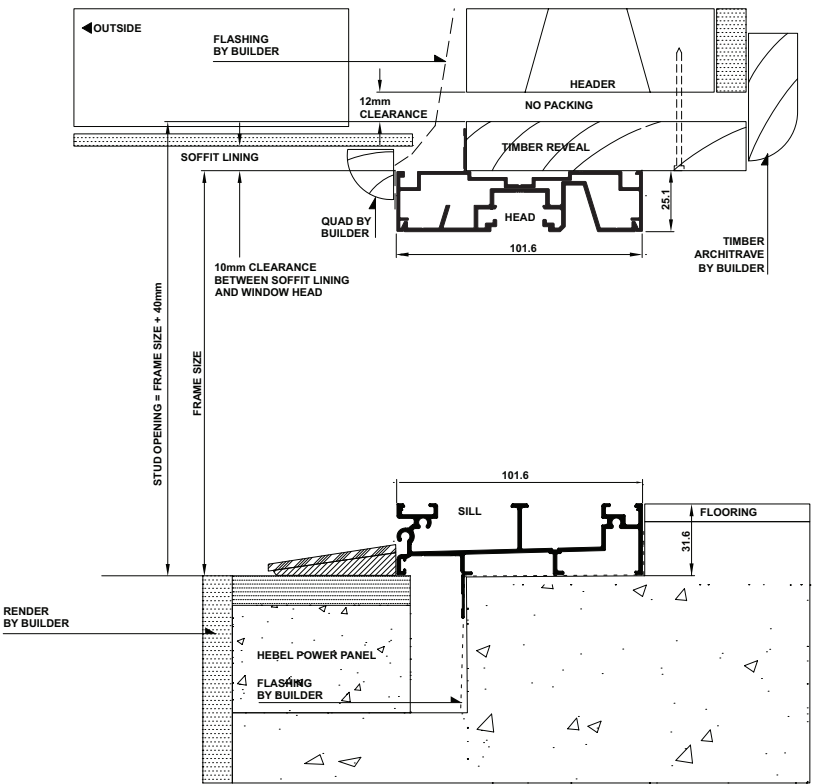 OUTSIDE
FLASHING
BY BUILDER
HEADER
12mm
CLEARANCE
NO PACKING
TIMBER REVEAL
SOFFIT LINING
25.1
HEAD
QUAD BY
BUILDER
101.6
TIMBER
ARCHITRAVE
BY BUILDER
10mm CLEARANCE
BETWEEN SOFFIT LINING
AND WINDOW HEAD
STUD OPENING = FRAME SIZE + 40mm
FRAME SIZE
101.6
SILL
FLOORING
31.6
RENDER
BY BUILDER
HEBEL POWER PANEL
FLASHING
BY BUILDER